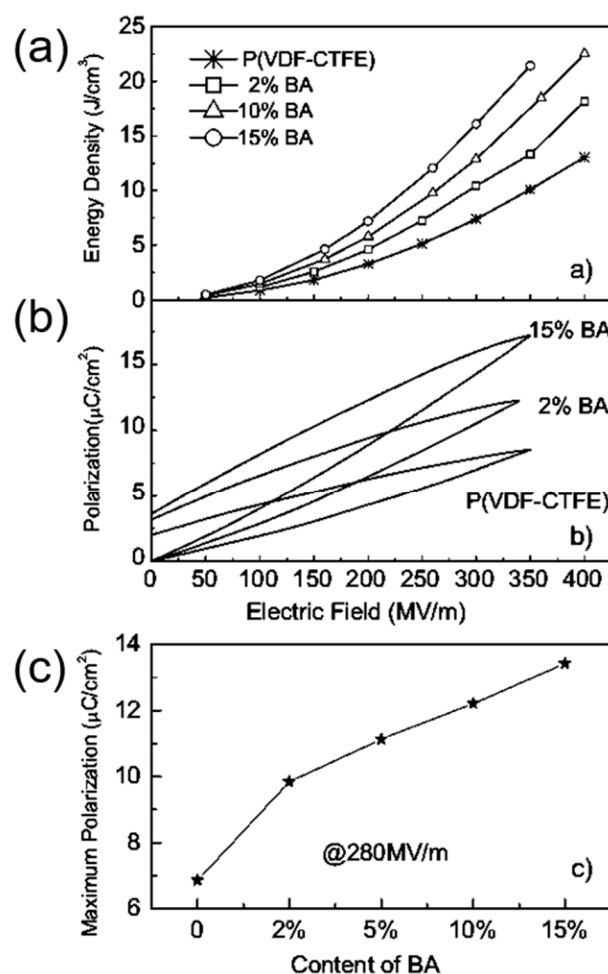 (a)
25
20
15
10
5
0
Energy Density (J/cm³)
P(VDF-CTFE)
2% BA
10% BA
15% BA
a)
(b)
15
10
5
0
Polarization(μC/cm²)
15% BA
2% BA
P(VDF-CTFE)
b)
0 50 100 150 200 250 300 350 400
Electric Field (MV/m)
(c)
14
12
10
8
6
Maximum Polarization (μC/cm²)
@280MV/m
c)
0 2% 5% 10% 15%
Content of BA